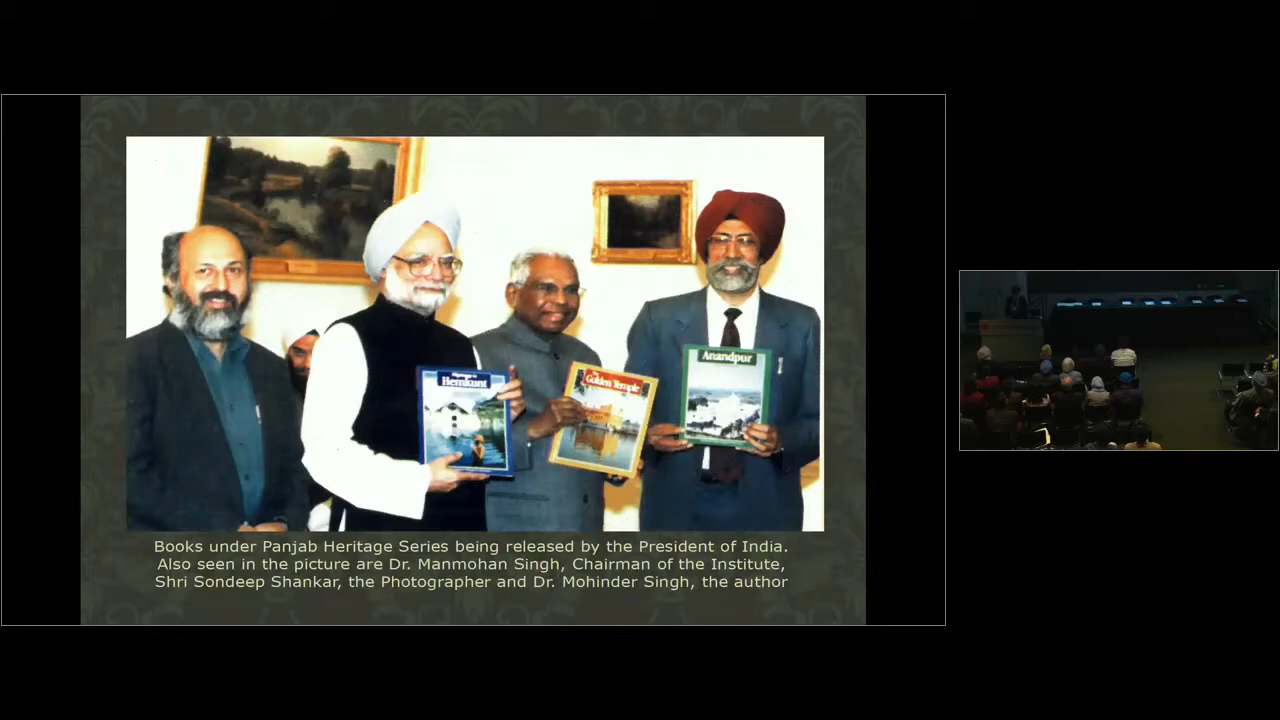 Hemkunt
The
Golden Temple
Anandpur
Books under Panjab Heritage Series being released by the President of India.
Also seen in the picture are Dr. Manmohan Singh, Chairman of the Institute,
Shri Sondeep Shankar, the Photographer and Dr. Mohinder Singh, the author